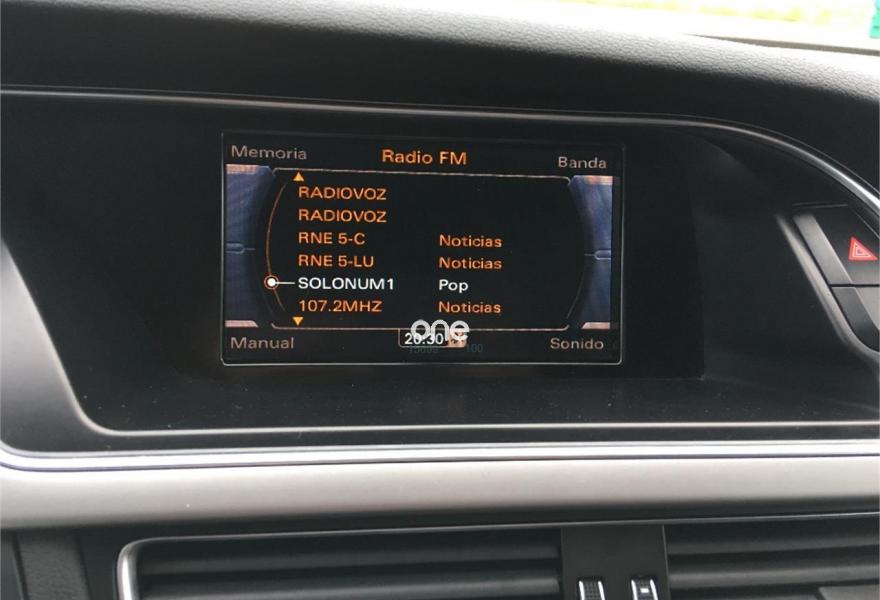 Memoria Radio FM Banda
RADIOVOZ
RADIOVOZ
RNE 5-C Noticias
RNE 5-LU Noticias
SOLONUM1 Pop
107.2MHZ Noticias
one
Manual 20:30 Sonido